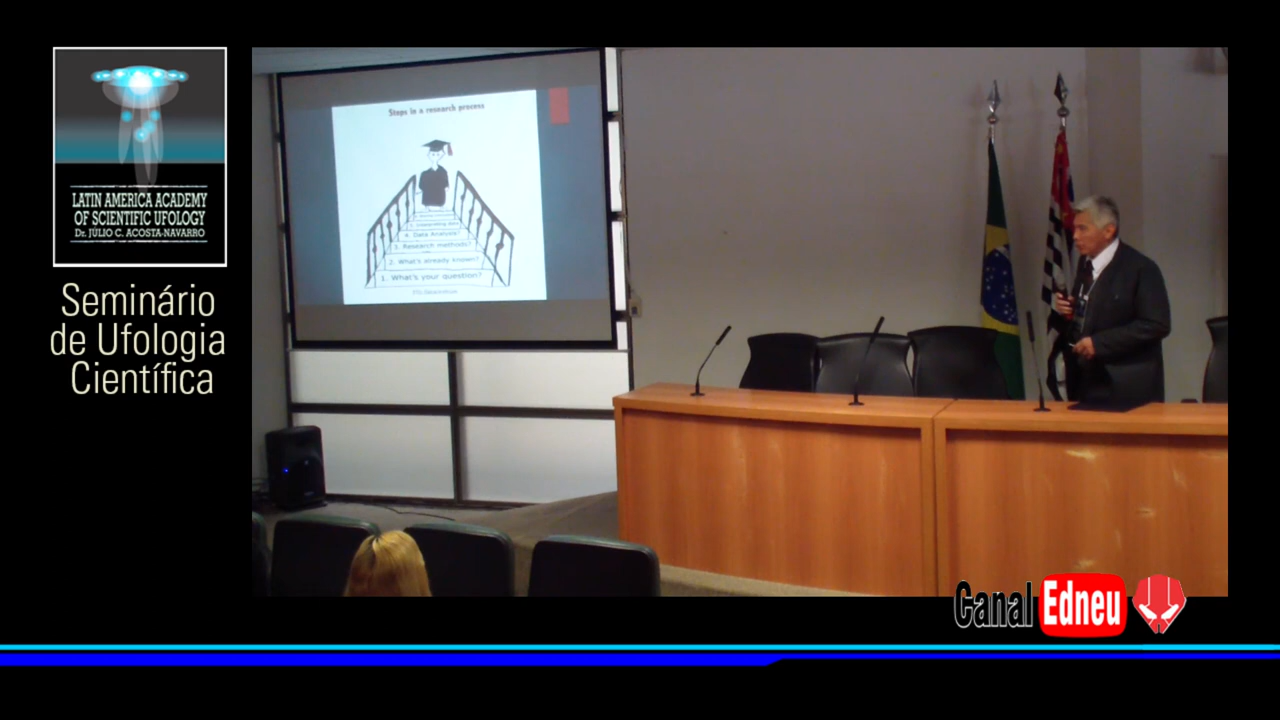 LATIN AMERICA ACADEMY
OF SCIENTIFIC UFOLOGY
Dr. JÚLIO C. ACOSTA-NAVARRO
Seminário
de Ufologia
Científica
Steps in a research process
4. Data Analysis?
3. Research methods?
2. What's already known?
1. What's your question?
Canal Edneu